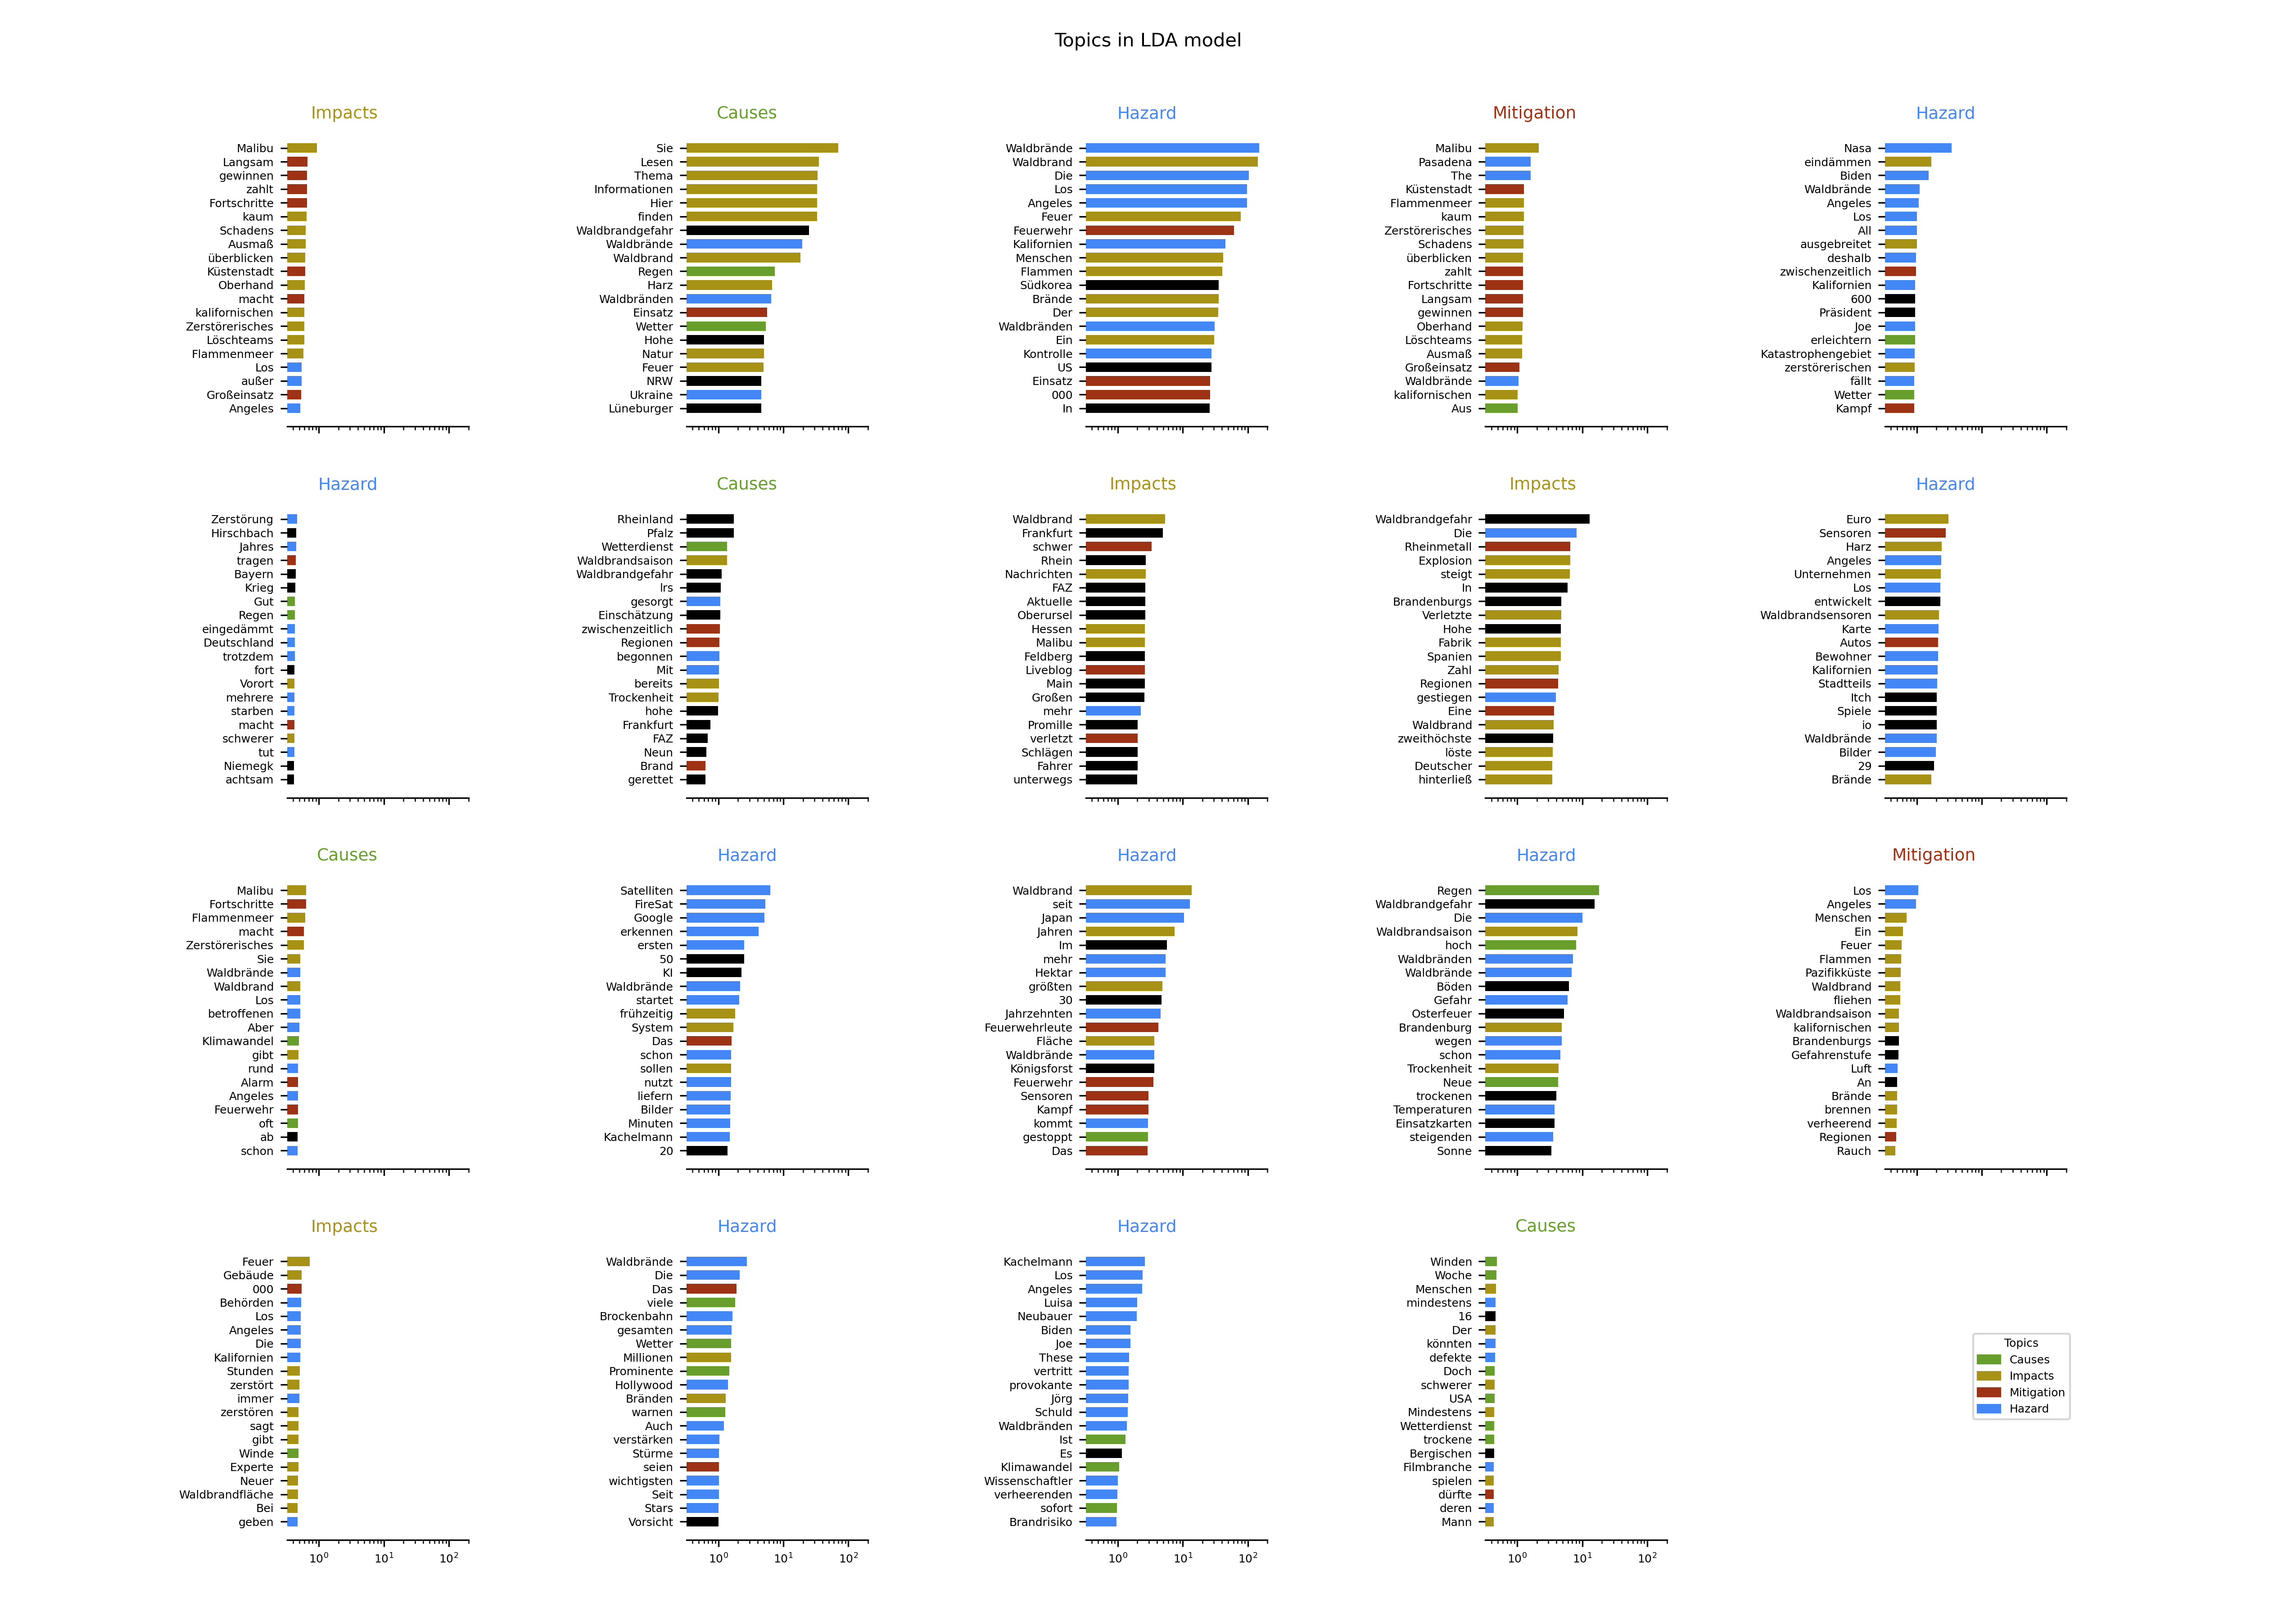 Topics in LDA model
Impacts
Malibu
Langsam
gewinnen
zahlt
Fortschritte
kaum
Schadens
Ausmaß
überblicken
Küstenstadt
Oberhand
macht
kalifornischen
Zerstörerisches
Löschteams
Flammenmeer
Los
außer
Großeinsatz
Angeles
Causes
Sie
Lesen
Thema
Informationen
Hier
finden
Waldbrandgefahr
Waldbrände
Waldbrand
Regen
Harz
Waldbränden
Einsatz
Wetter
Hohe
Natur
Feuer
NRW
Ukraine
Lüneburger
Hazard
Waldbrände
Waldbrand
Die
Los
Angeles
Feuer
Feuerwehr
Kalifornien
Menschen
Flammen
Südkorea
Brände
Der
Waldbränden
Ein
Kontrolle
US
Einsatz
000
In
Mitigation
Malibu
Pasadena
The
Küstenstadt
Flammenmeer
kaum
Zerstörerisches
Schadens
überblicken
zahlt
Fortschritte
Langsam
gewinnen
Oberhand
Löschteams
Ausmaß
Großeinsatz
Waldbrände
kalifornischen
Aus
Hazard
Nasa
eindämmen
Biden
Waldbrände
Angeles
Los
All
ausgebreitet
deshalb
zwischenzeitlich
Kalifornien
600
Präsident
Joe
erleichtern
Katastrophengebiet
zerstörerischen
fällt
Wetter
Kampf
Hazard
Zerstörung
Hirschbach
Jahres
tragen
Bayern
Krieg
Gut
Regen
eingedämmt
Deutschland
trotzdem
fort
Vorort
mehrere
starben
macht
schwerer
tut
Niemegk
achtsam
Causes
Rheinland
Pfalz
Wetterdienst
Waldbrandsaison
Waldbrandgefahr
lrs
gesorgt
Einschätzung
zwischenzeitlich
Regionen
begonnen
Mit
bereits
Trockenheit
hohe
Frankfurt
FAZ
Neun
Brand
gerettet
Impacts
Waldbrand
Frankfurt
schwer
Rhein
Nachrichten
FAZ
Aktuelle
Oberursel
Hessen
Malibu
Feldberg
Liveblog
Main
Großen
mehr
Promille
verletzt
Schlägen
Fahrer
unterwegs
Impacts
Waldbrandgefahr
Die
Rheinmetall
Explosion
steigt
In
Brandenburgs
Verletzte
Hohe
Fabrik
Spanien
Zahl
Regionen
gestiegen
Eine
Waldbrand
zweithöchste
löste
Deutscher
hinterließ
Hazard
Euro
Sensoren
Harz
Angeles
Unternehmen
Los
entwickelt
Waldbrandsensoren
Karte
Autos
Bewohner
Kalifornien
Stadtteils
Itch
Spiele
io
Waldbrände
Bilder
29
Brände
Causes
Malibu
Fortschritte
Flammenmeer
macht
Zerstörerisches
Sie
Waldbrände
Waldbrand
Los
betroffenen
Aber
Klimawandel
gibt
rund
Alarm
Angeles
Feuerwehr
oft
ab
schon
Hazard
Satelliten
FireSat
Google
erkennen
ersten
50
KI
Waldbrände
startet
frühzeitig
System
Das
schon
sollen
nutzt
liefern
Bilder
Minuten
Kachelmann
20
Hazard
Waldbrand
seit
Japan
Jahren
Im
mehr
Hektar
größten
30
Jahrzehnten
Feuerwehrleute
Fläche
Waldbrände
Königsforst
Feuerwehr
Sensoren
Kampf
kommt
gestoppt
Das
Hazard
Regen
Waldbrandgefahr
Die
Waldbrandsaison
hoch
Waldbränden
Waldbrände
Böden
Gefahr
Osterfeuer
Brandenburg
wegen
schon
Trockenheit
Neue
trockenen
Temperaturen
Einsatzkarten
steigenden
Sonne
Mitigation
Los
Angeles
Menschen
Ein
Feuer
Flammen
Pazifikküste
Waldbrand
fliehen
Waldbrandsaison
kalifornischen
Brandenburgs
Gefahrenstufe
Luft
An
Brände
brennen
verheerend
Regionen
Rauch
Impacts
Feuer
Gebäude
000
Behörden
Los
Angeles
Die
Kalifornien
Stunden
zerstört
immer
zerstören
sagt
gibt
Winde
Experte
Neuer
Waldbrandfläche
Bei
geben
10⁰ 10¹ 10²
Hazard
Waldbrände
Die
Das
viele
Brockenbahn
gesamten
Wetter
Millionen
Prominente
Hollywood
Bränden
warnen
Auch
verstärken
Stürme
seien
wichtigsten
Seit
Stars
Vorsicht
10⁰ 10¹ 10²
Hazard
Kachelmann
Los
Angeles
Luisa
Neubauer
Biden
Joe
These
vertritt
provokante
Jörg
Schuld
Waldbränden
Ist
Es
Klimawandel
Wissenschaftler
verheerenden
sofort
Brandrisiko
10⁰ 10¹ 10²
Causes
Winden
Woche
Menschen
mindestens
16
Der
könnten
defekte
Doch
schwerer
USA
Mindestens
Wetterdienst
trockene
Bergischen
Filmbranche
spielen
dürfte
deren
Mann
10⁰ 10¹ 10²
Topics
Causes
Impacts
Mitigation
Hazard